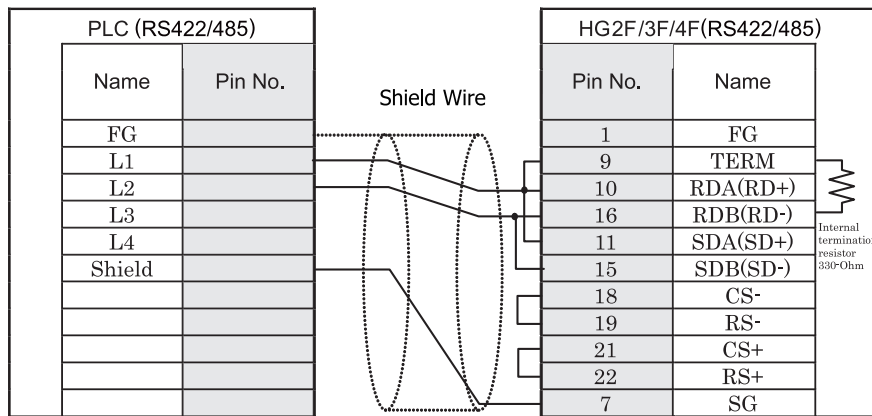 PLC (RS422/485) HG2F/3F/4F(RS422/485)
Name Pin No. Pin No. Name
Shield Wire
FG 1 FG
L1 9 TERM
L2 10 RDA(RD+)
L3 16 RDB(RD-)
L4 11 SDA(SD+)
Shield 15 SDB(SD-)
Internal
termination
resistor
330-Ohm
18 CS-
19 RS-
21 CS+
22 RS+
7 SG